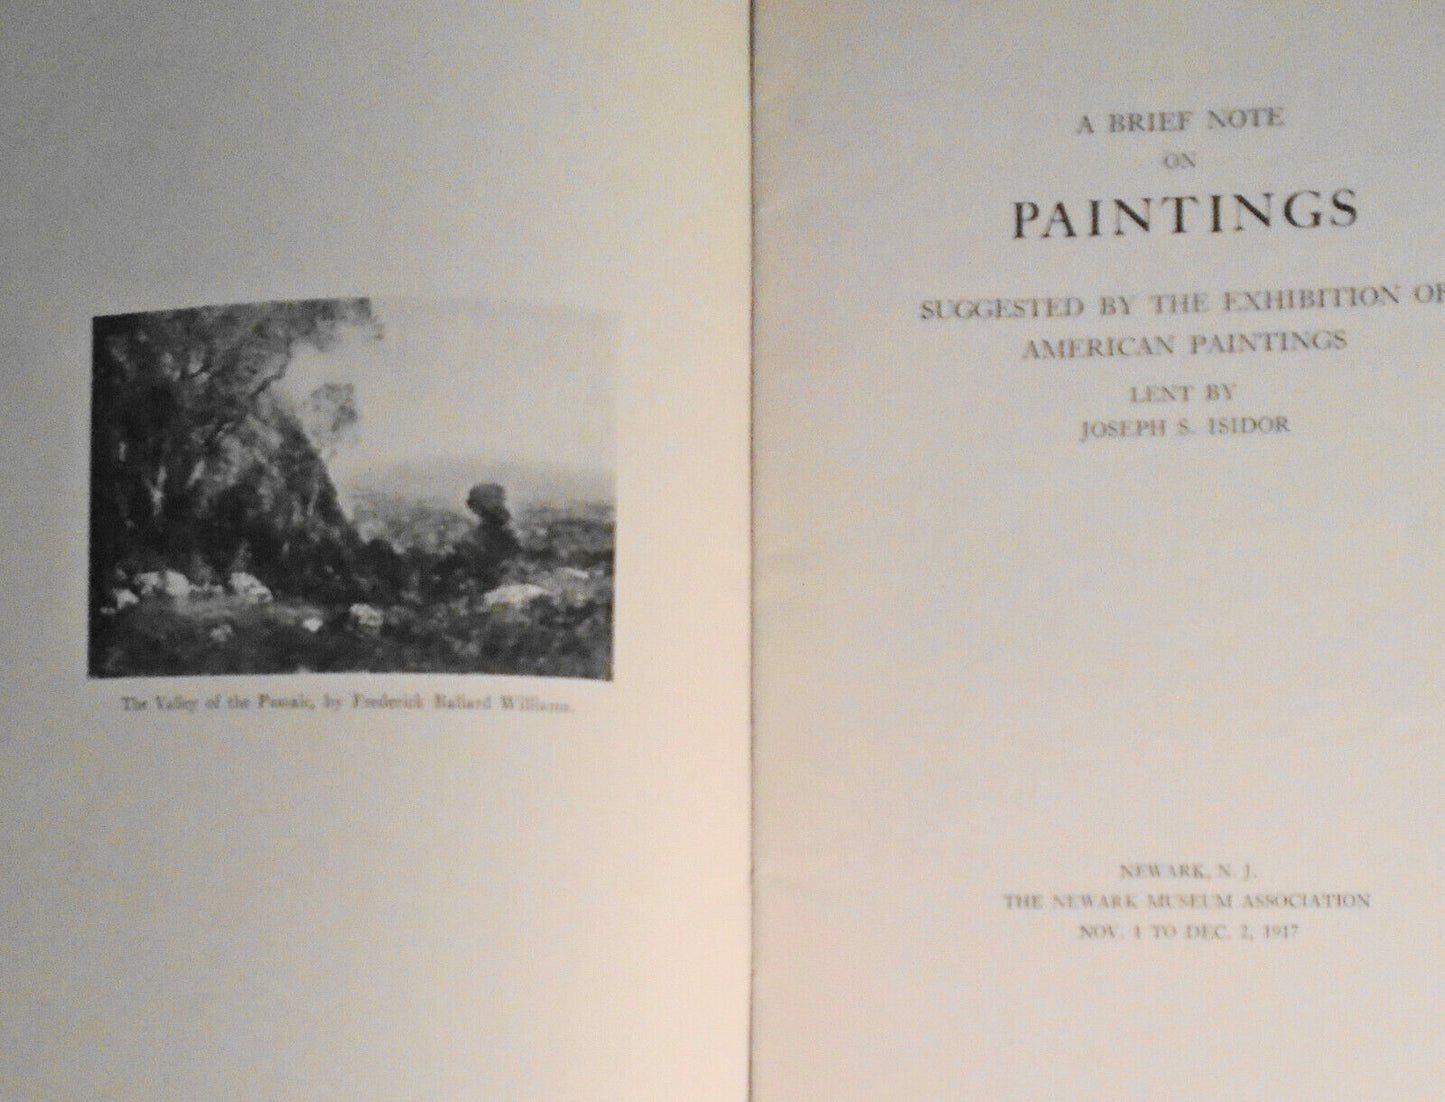 The Valley of the Passaic, by Frederick Ballard Williams.
A BRIEF NOTE
ON
PAINTINGS
SUGGESTED BY THE EXHIBITION OF
AMERICAN PAINTINGS
LENT BY
JOSEPH S. ISIDOR
NEWARK, N. J.
THE NEWARK MUSEUM ASSOCIATION
NOV. 1 TO DEC. 2, 1917